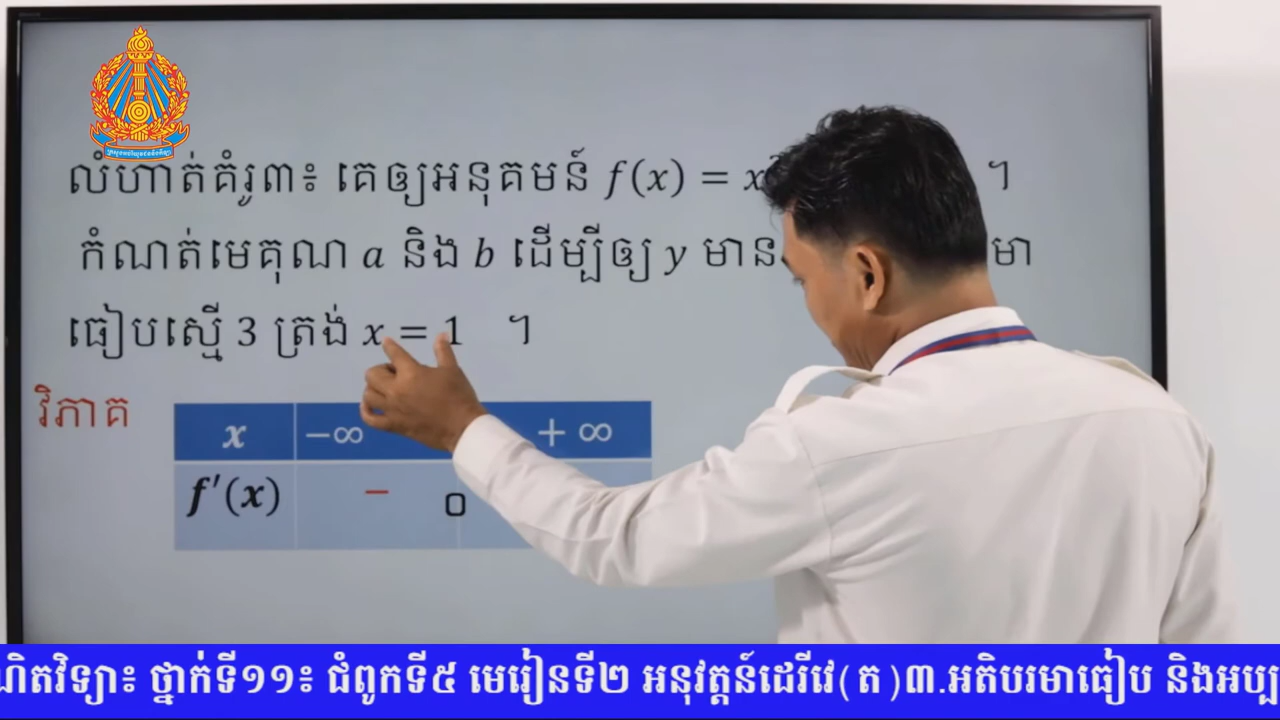 លំហាត់គំរូ៣៖ គេឲ្យអនុគមន៍ f(x) = x ។
កំណត់មេគុណ a និង b ដើម្បីឲ្យ y មាន មា
ធៀបស្មើ 3 ត្រង់ x = 1 ។
វិភាគ
x −∞ +∞
f′(x) − ០
ណិតវិទ្យា៖ ថ្នាក់ទី១១៖ ជំពូកទី៥ មេរៀនទី២ អនុវត្តន៍ដេរីវេ(ត)៣.អតិបរមាធៀប និងអប្ប